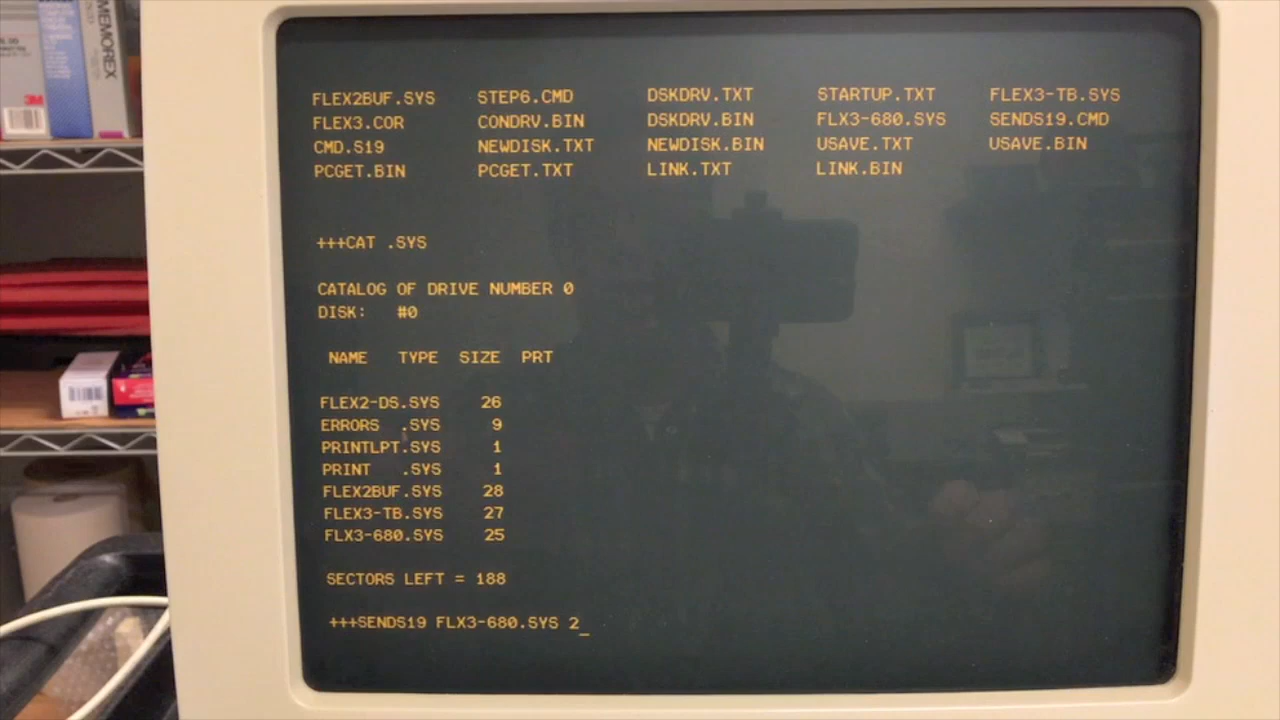 MEMOREX
3M
FLEX2BUF.SYS STEP6.CMD DSKDRV.TXT STARTUP.TXT FLEX3-TB.SYS
FLEX3.COR CONDRV.BIN DSKDRV.BIN FLX3-680.SYS SENDS19.CMD
CMD.S19 NEWDISK.TXT NEWDISK.BIN USAVE.TXT USAVE.BIN
PCGET.BIN PCGET.TXT LINK.TXT LINK.BIN
+++CAT .SYS
CATALOG OF DRIVE NUMBER 0
DISK: #0
NAME TYPE SIZE PRT
FLEX2-DS.SYS 26
ERRORS .SYS 9
PRINTLPT.SYS 1
PRINT .SYS 1
FLEX2BUF.SYS 28
FLEX3-TB.SYS 27
FLX3-680.SYS 25
SECTORS LEFT = 188
+++SENDS19 FLX3-680.SYS 2_